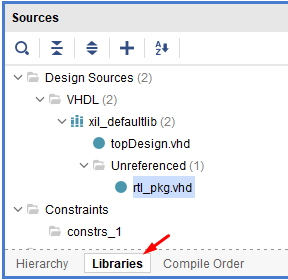 Sources
Design Sources (2)
VHDL (2)
xil_defaultlib (2)
topDesign.vhd
Unreferenced (1)
rtl_pkg.vhd
Constraints
constrs_1
Hierarchy Libraries Compile Order